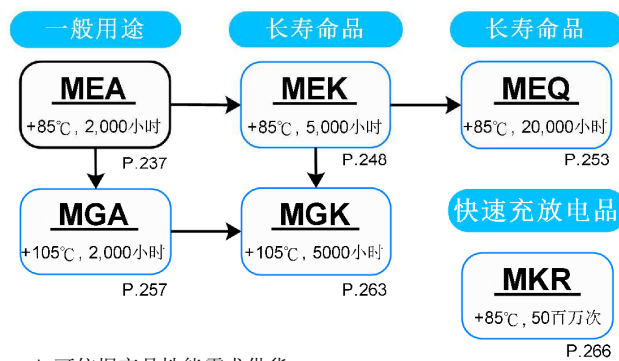 一般用途
长寿命品
长寿命品
MEA
+85℃, 2,000小时
P.237
MEK
+85℃, 5,000小时
P.248
MEQ
+85℃, 20,000小时
P.253
MGA
+105℃, 2,000小时
P.257
MGK
+105℃, 5000小时
P.263
快速充放电品
MKR
+85℃, 50百万次
P.266